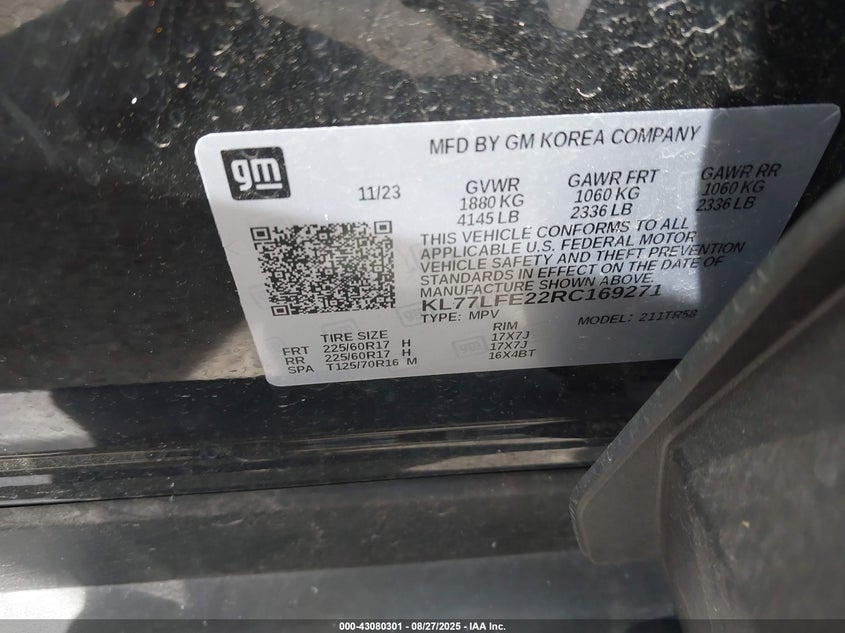 MFD BY GM KOREA COMPANY
gm
11/23
GVWR
1880 KG
4145 LB
GAWR FRT
1060 KG
2336 LB
GAWR RR
1060 KG
2336 LB
THIS VEHICLE CONFORMS TO ALL
APPLICABLE U.S. FEDERAL MOTOR
VEHICLE SAFETY AND THEFT PREVENTION
STANDARDS IN EFFECT ON THE DATE OF
MANUFACTURE SHOWN ABOVE.
KL77LFE22RC169271
TYPE: MPV
MODEL: 211TR58
TIRE SIZE RIM
FRT 225/60R17 H 17X7J
RR 225/60R17 H 17X7J
SPA T125/70R16 M 16X4BT
000-43080301 - 08/27/2025 - IAA Inc.